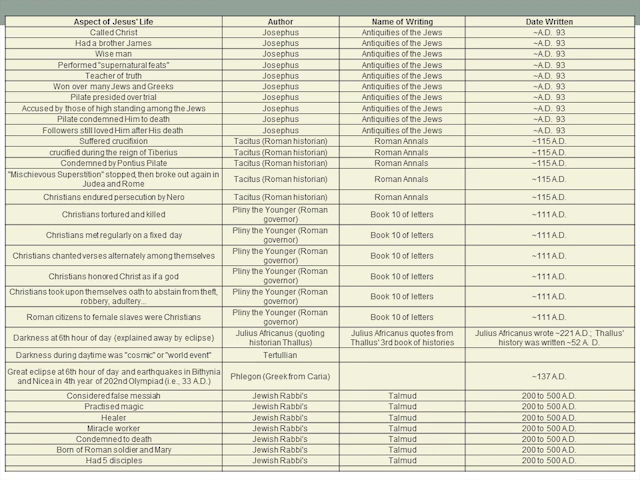 Aspect of Jesus' Life Author Name of Writing Date Written
Called Christ Josephus Antiquities of the Jews ~A.D. 93
Had a brother James Josephus Antiquities of the Jews ~A.D. 93
Wise man Josephus Antiquities of the Jews ~A.D. 93
Performed "supernatural feats" Josephus Antiquities of the Jews ~A.D. 93
Teacher of truth Josephus Antiquities of the Jews ~A.D. 93
Won over many Jews and Greeks Josephus Antiquities of the Jews ~A.D. 93
Pilate presided over trial Josephus Antiquities of the Jews ~A.D. 93
Accused by those of high standing among the Jews Josephus Antiquities of the Jews ~A.D. 93
Pilate condemned Him to death Josephus Antiquities of the Jews ~A.D. 93
Followers still loved Him after His death Josephus Antiquities of the Jews ~A.D. 93
Suffered crucifixion Tacitus (Roman historian) Roman Annals ~115 A.D.
crucified during the reign of Tiberius Tacitus (Roman historian) Roman Annals ~115 A.D.
Condemned by Pontius Pilate Tacitus (Roman historian) Roman Annals ~115 A.D.
"Mischievous Superstition" stopped, then broke out again in
Judea and Rome Tacitus (Roman historian) Roman Annals ~115 A.D.
Christians endured persecution by Nero Tacitus (Roman historian) Roman Annals ~115 A.D.
Christians tortured and killed Pliny the Younger (Roman
governor) Book 10 of letters ~111 A.D.
Christians met regularly on a fixed day Pliny the Younger (Roman
governor) Book 10 of letters ~111 A.D.
Christians chanted verses alternately among themselves Pliny the Younger (Roman
governor) Book 10 of letters ~111 A.D.
Christians honored Christ as if a god Pliny the Younger (Roman
governor) Book 10 of letters ~111 A.D.
Christians took upon themselves oath to abstain from theft,
robbery, adultery... Pliny the Younger (Roman
governor) Book 10 of letters ~111 A.D.
Roman citizens to female slaves were Christians Pliny the Younger (Roman
governor) Book 10 of letters ~111 A.D.
Darkness at 6th hour of day (explained away by eclipse) Julius Africanus (quoting
historian Thallus) Julius Africanus quotes from
Thallus' 3rd book of histories Julius Africanus wrote ~221 A.D.; Thallus'
history was written ~52 A. D.
Darkness during daytime was "cosmic" or "world event" Tertullian
Great eclipse at 6th hour of day and earthquakes in Bithynia
and Nicea in 4th year of 202nd Olympiad (i.e., 33 A.D.) Phlegon (Greek from Caria) ~137 A.D.
Considered false messiah Jewish Rabbi's Talmud 200 to 500 A.D.
Practised magic Jewish Rabbi's Talmud 200 to 500 A.D.
Healer Jewish Rabbi's Talmud 200 to 500 A.D.
Miracle worker Jewish Rabbi's Talmud 200 to 500 A.D.
Condemned to death Jewish Rabbi's Talmud 200 to 500 A.D.
Born of Roman soldier and Mary Jewish Rabbi's Talmud 200 to 500 A.D.
Had 5 disciples Jewish Rabbi's Talmud 200 to 500 A.D.